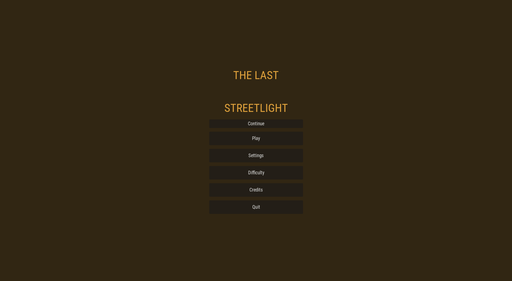 THE LAST
STREETLIGHT
Continue
Play
Settings
Difficulty
Credits
Quit